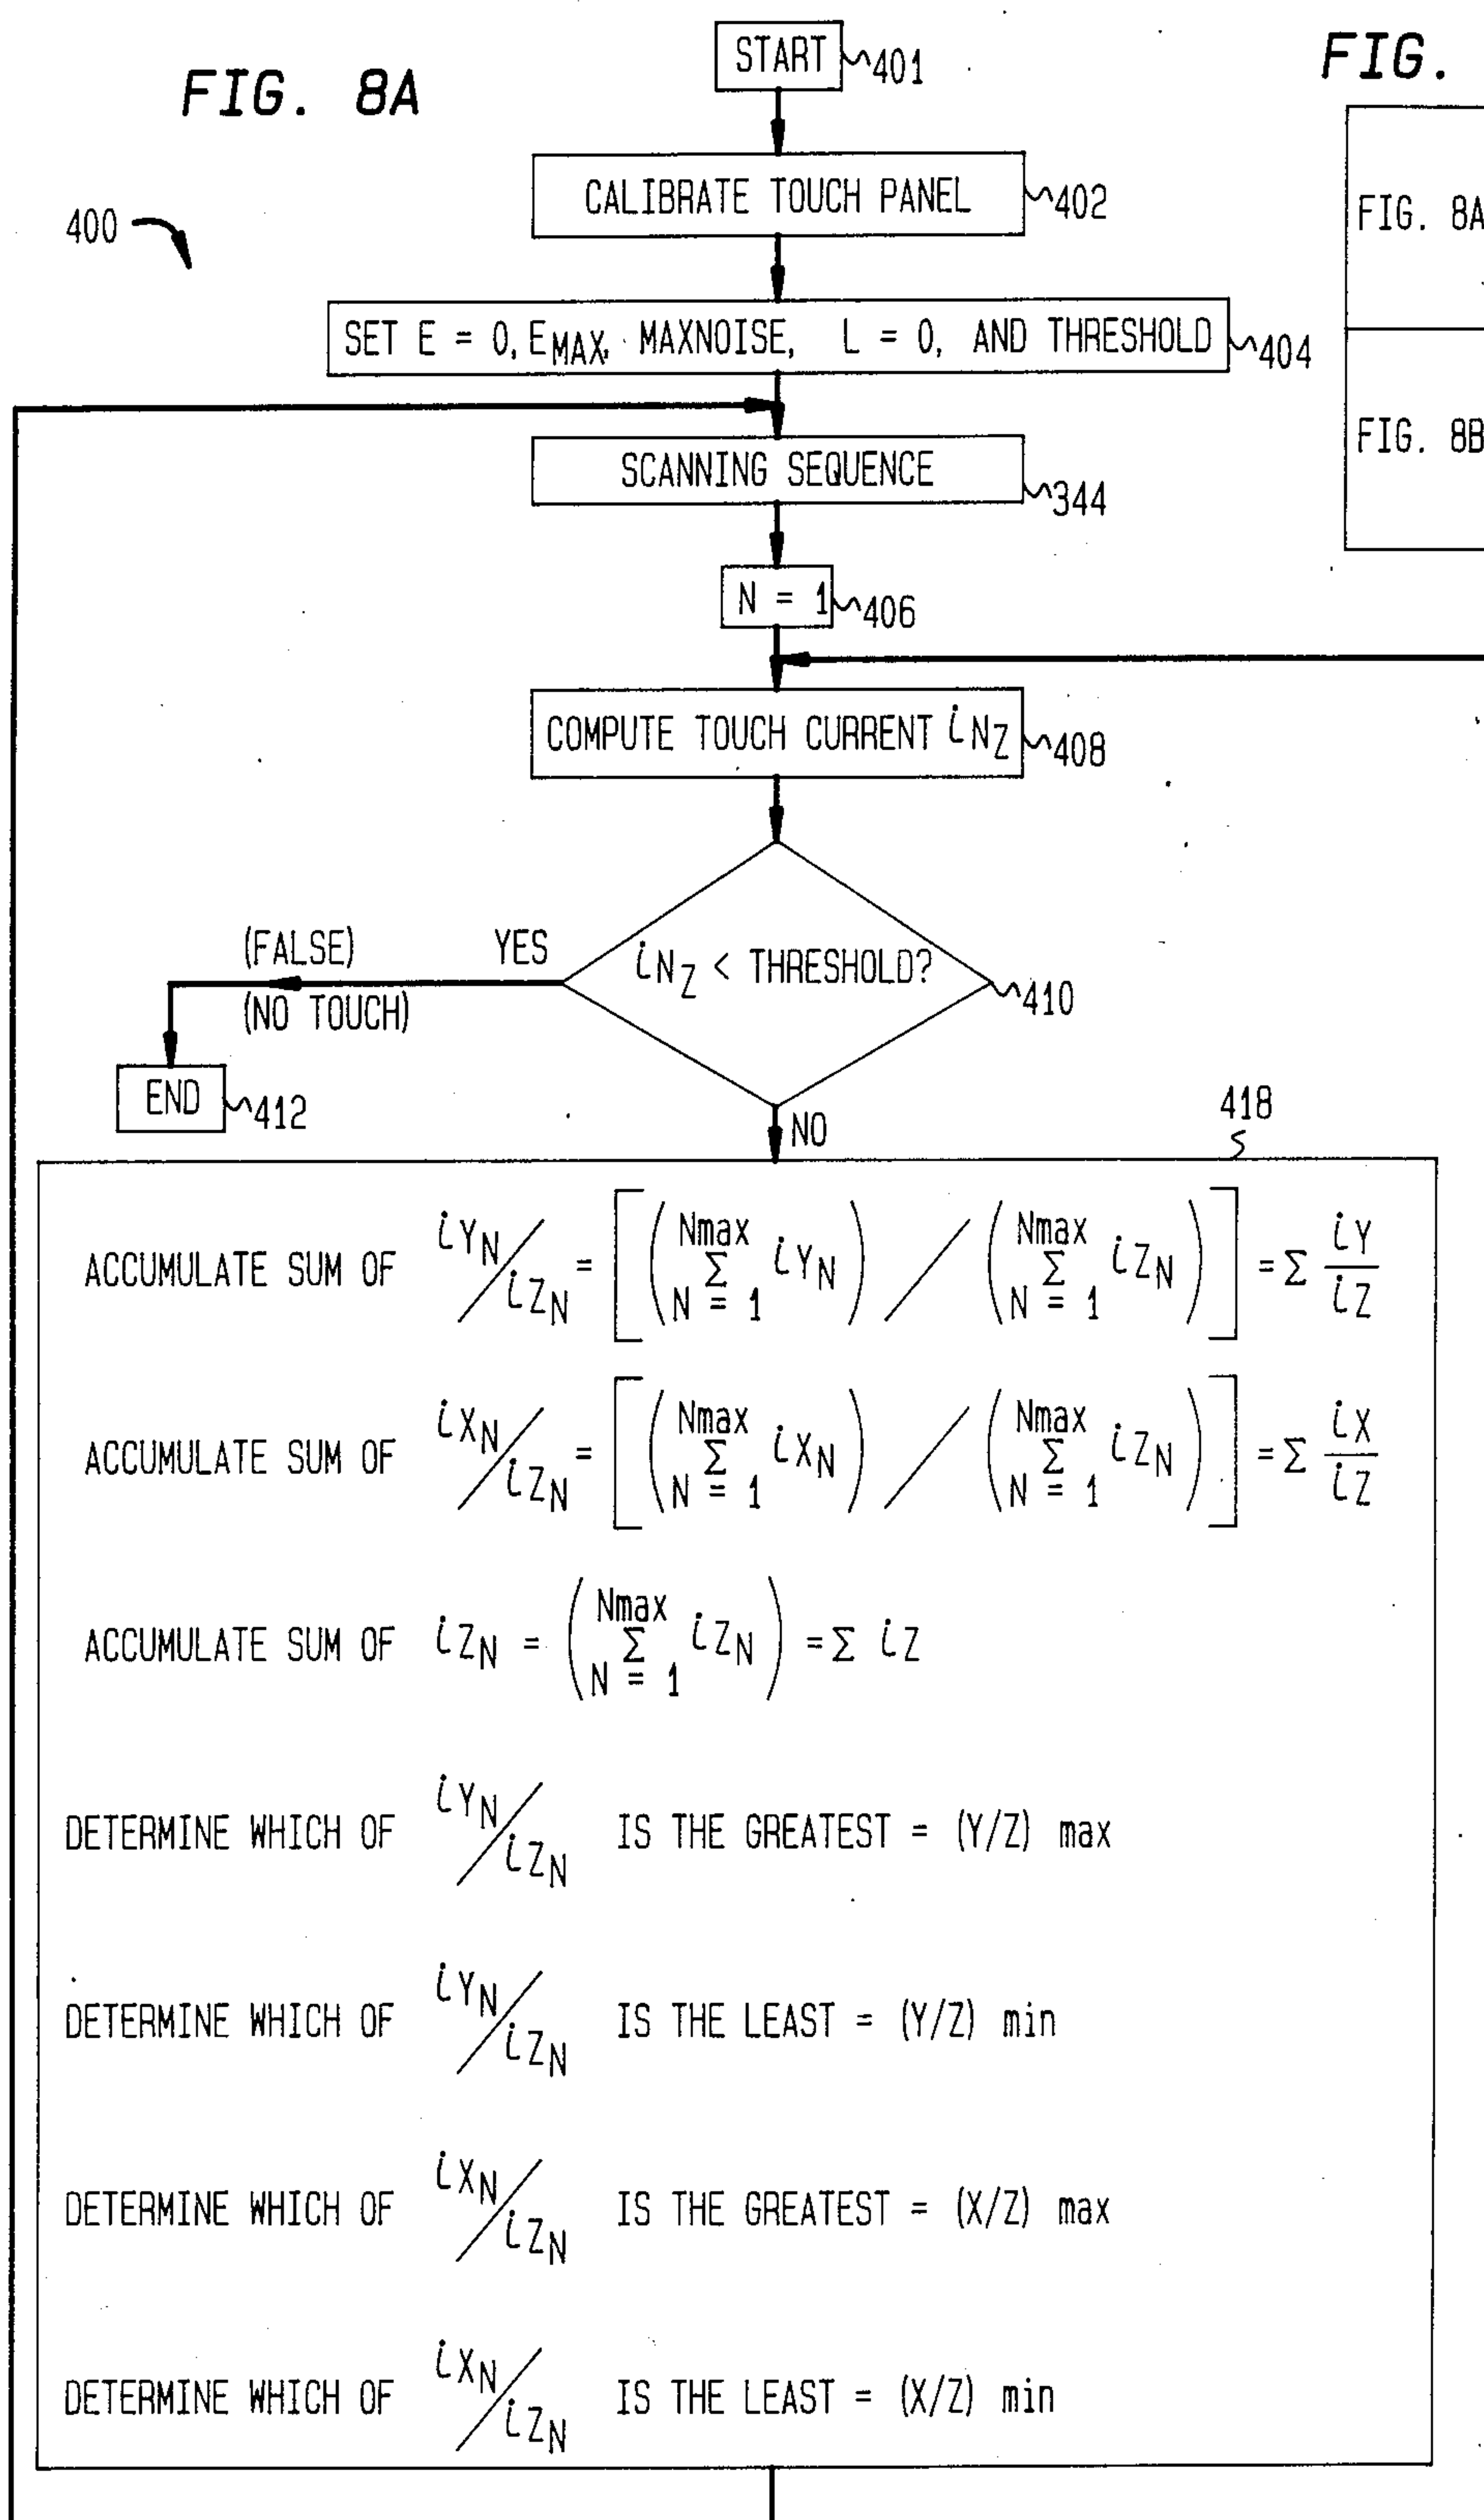 FIG. 8A
FIG.
START 401
CALIBRATE TOUCH PANEL 402
400
FIG. 8A
SET E = 0, EMAX, MAXNOISE, L = 0, AND THRESHOLD 404
SCANNING SEQUENCE 344
FIG. 8B
N = 1 406
COMPUTE TOUCH CURRENT iNZ 408
(FALSE) YES
iNZ < THRESHOLD? 410
(NO TOUCH)
END 412
NO
418
ACCUMULATE SUM OF iYN/iZN = [(Nmax Σ N = 1 iYN) / (Nmax Σ N = 1 iZN)] = Σ iY/iZ
ACCUMULATE SUM OF iXN/iZN = [(Nmax Σ N = 1 iXN) / (Nmax Σ N = 1 iZN)] = Σ iX/iZ
ACCUMULATE SUM OF iZN = (Nmax Σ N = 1 iZN) = Σ iZ
DETERMINE WHICH OF iYN/iZN IS THE GREATEST = (Y/Z) max
DETERMINE WHICH OF iYN/iZN IS THE LEAST = (Y/Z) min
DETERMINE WHICH OF iXN/iZN IS THE GREATEST = (X/Z) max
DETERMINE WHICH OF iXN/iZN IS THE LEAST = (X/Z) min